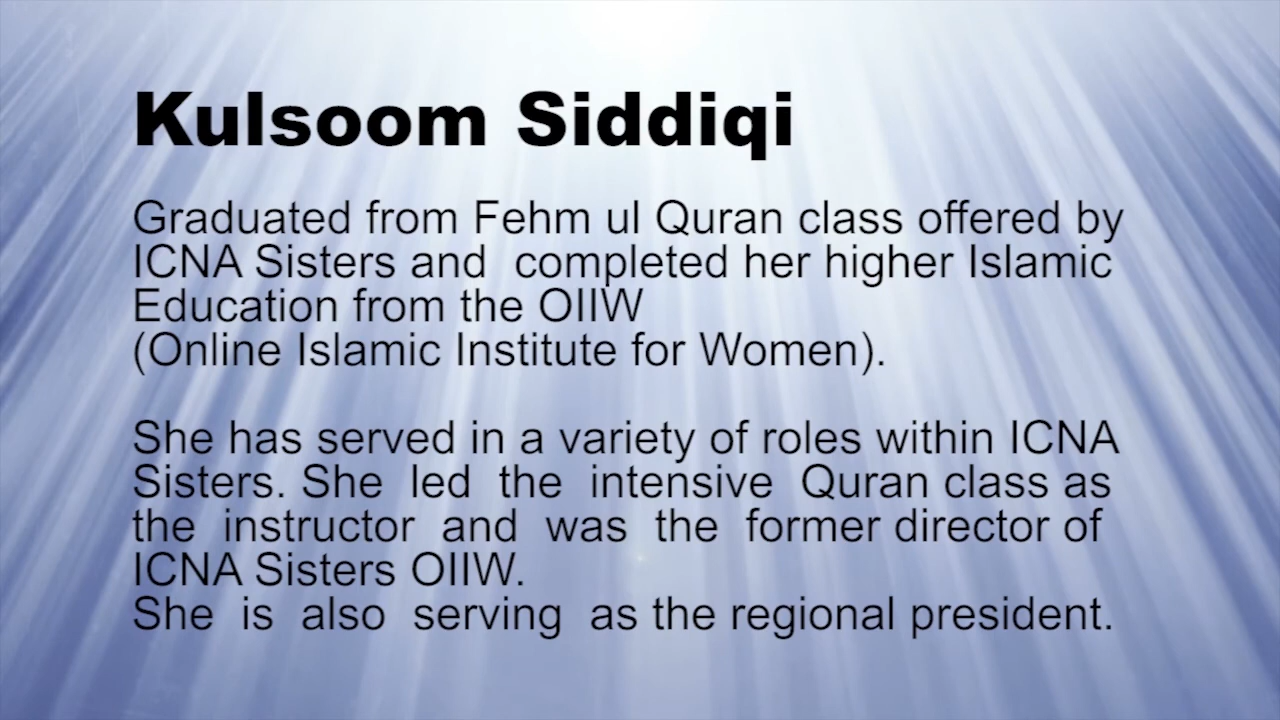 Kulsoom Siddiqi
Graduated from Fehm ul Quran class offered by
ICNA Sisters and completed her higher Islamic
Education from the OIIW
(Online Islamic Institute for Women).
She has served in a variety of roles within ICNA
Sisters. She led the intensive Quran class as
the instructor and was the former director of
ICNA Sisters OIIW.
She is also serving as the regional president.